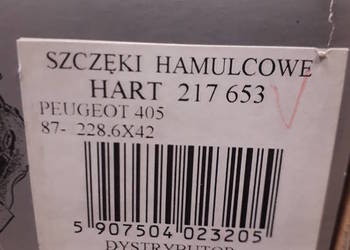 SZCZĘKI HAMULCOWE
HART 217 653
PEUGEOT 405
87- 228,6X42
5 907504 023205
DYSTRYBUTOR